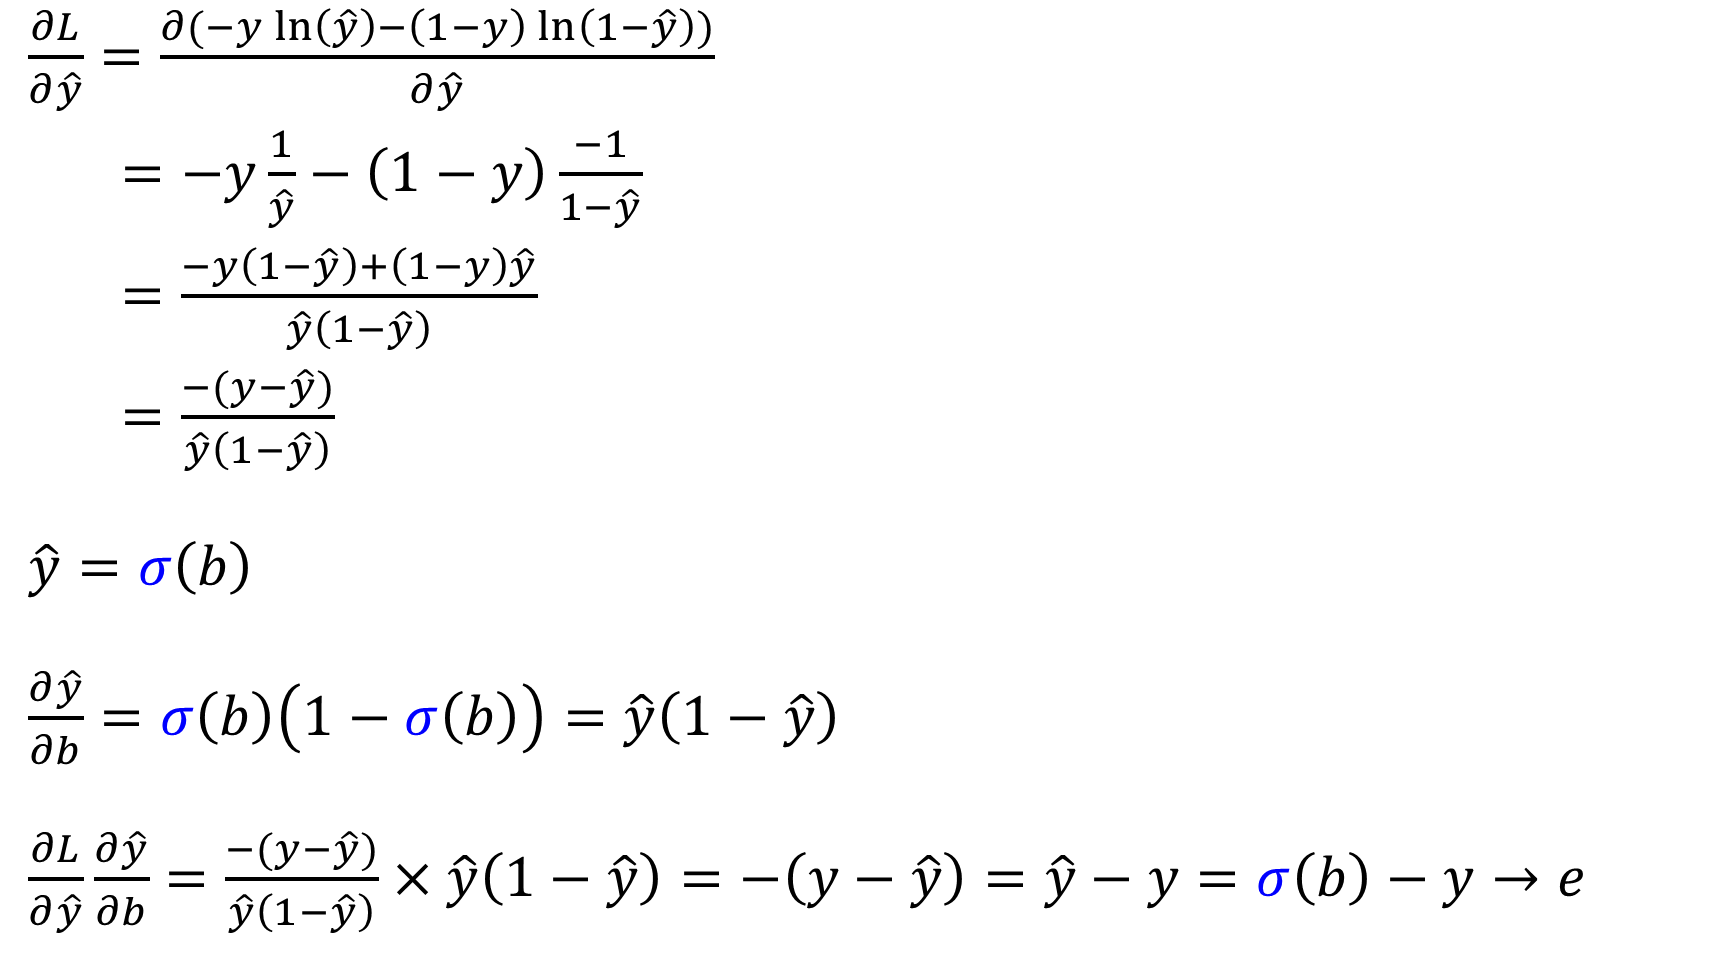 ∂L/∂ŷ = ∂(−y ln(ŷ)−(1−y) ln(1−ŷ))/∂ŷ
= −y 1/ŷ − (1 − y) −1/(1−ŷ)
= (−y(1−ŷ)+(1−y)ŷ)/(ŷ(1−ŷ))
= −(y−ŷ)/(ŷ(1−ŷ))
ŷ = σ(b)
∂ŷ/∂b = σ(b)(1 − σ(b)) = ŷ(1 − ŷ)
∂L/∂ŷ ∂ŷ/∂b = −(y−ŷ)/(ŷ(1−ŷ)) × ŷ(1 − ŷ) = −(y − ŷ) = ŷ − y = σ(b) − y → e